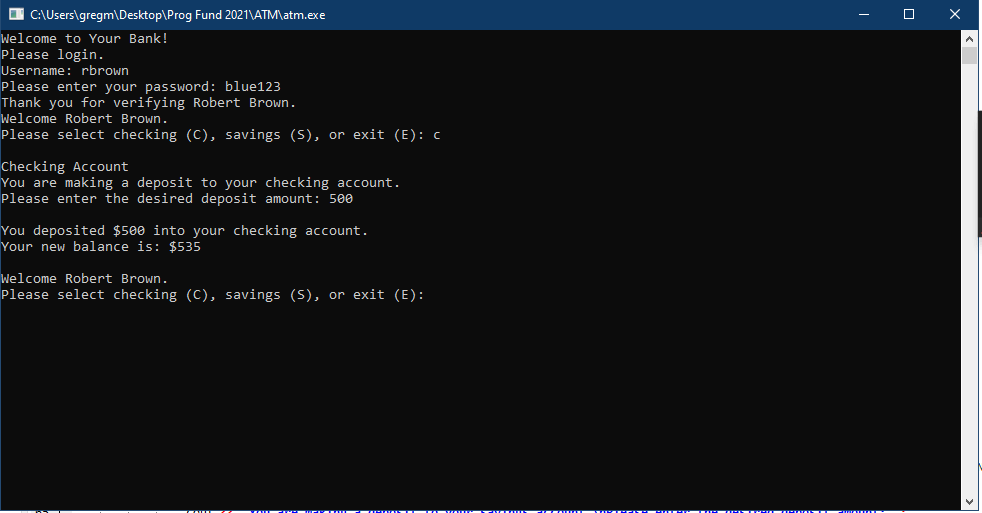 C:\Users\gregm\Desktop\Prog Fund 2021\ATM\atm.exe
Welcome to Your Bank!
Please login.
Username: rbrown
Please enter your password: blue123
Thank you for verifying Robert Brown.
Welcome Robert Brown.
Please select checking (C), savings (S), or exit (E): c
Checking Account
You are making a deposit to your checking account.
Please enter the desired deposit amount: 500
You deposited $500 into your checking account.
Your new balance is: $535
Welcome Robert Brown.
Please select checking (C), savings (S), or exit (E):